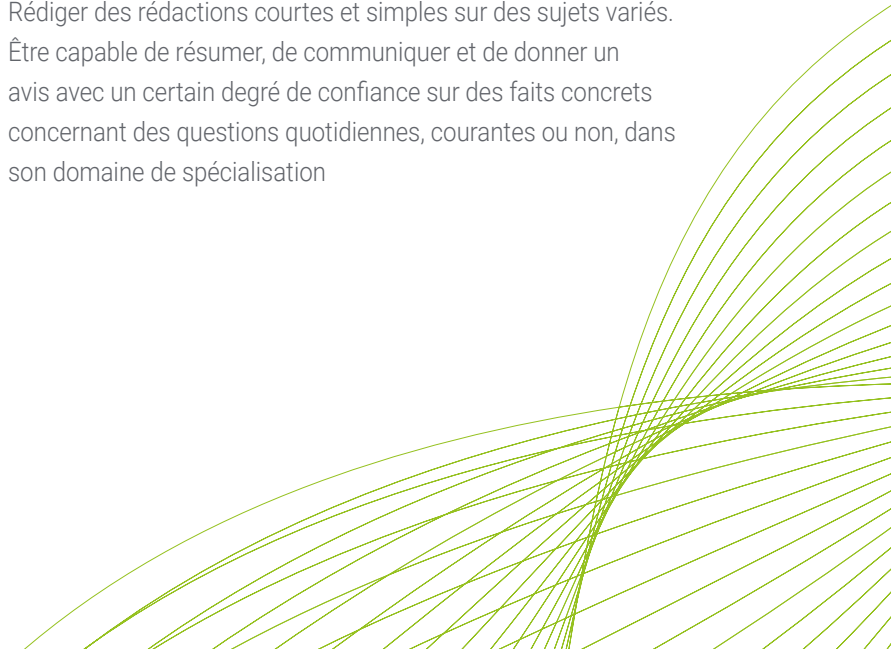 Rédiger des rédactions courtes et simples sur des sujets variés.
Être capable de résumer, de communiquer et de donner un
avis avec un certain degré de confiance sur des faits concrets
concernant des questions quotidiennes, courantes ou non, dans
son domaine de spécialisation